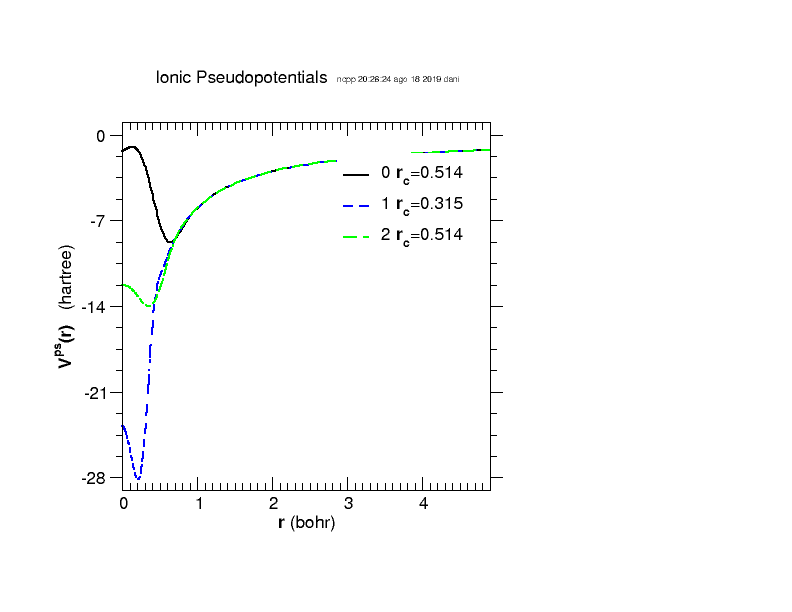 Ionic Pseudopotentials ncpp 20:26:24 ago 18 2019 dani
0
0 rc=0.514
1 rc=0.315
-7
2 rc=0.514
Vps(r) (hartree)
-14
-21
-28
0 1 2 3 4
r (bohr)